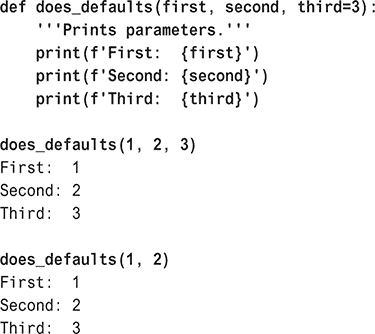 def does_defaults(first, second, third=3):
    '''Prints parameters.'''
    print(f'First:  {first}')
    print(f'Second: {second}')
    print(f'Third:  {third}')

does_defaults(1, 2, 3)
First:  1
Second: 2
Third:  3

does_defaults(1, 2)
First:  1
Second: 2
Third:  3